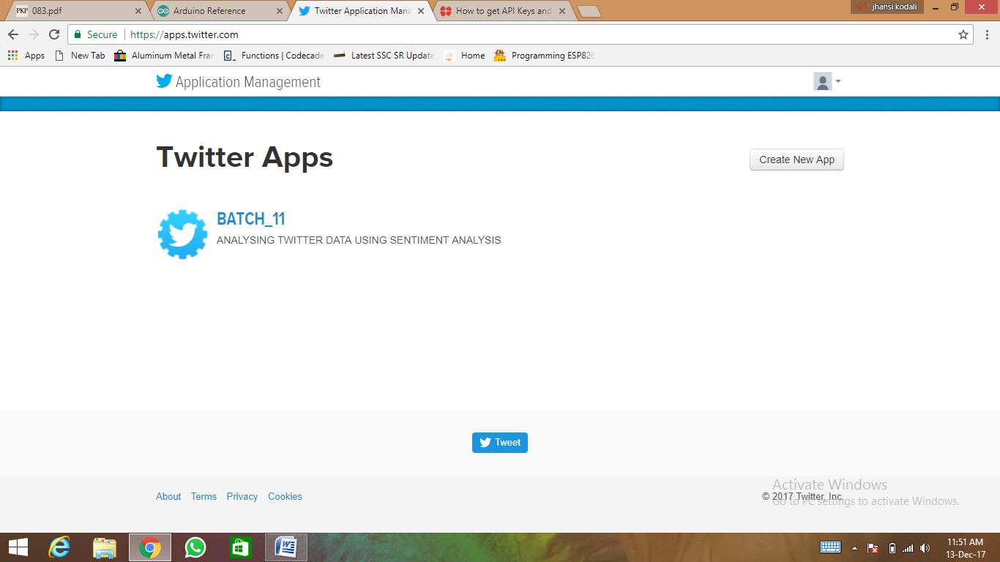 PKP 083.pdf
Arduino Reference
Twitter Application Mana
How to get API Keys and
jhansi kodali
Secure https://apps.twitter.com
Apps New Tab Aluminum Metal Fran Functions | Codecade Latest SSC SR Update Home Programming ESP826
Application Management
Twitter Apps
Create New App
BATCH_11
ANALYSING TWITTER DATA USING SENTIMENT ANALYSIS
Tweet
About Terms Privacy Cookies
© 2017 Twitter, Inc.
Activate Windows
Go to PC settings to activate Windows.
11:51 AM
13-Dec-17